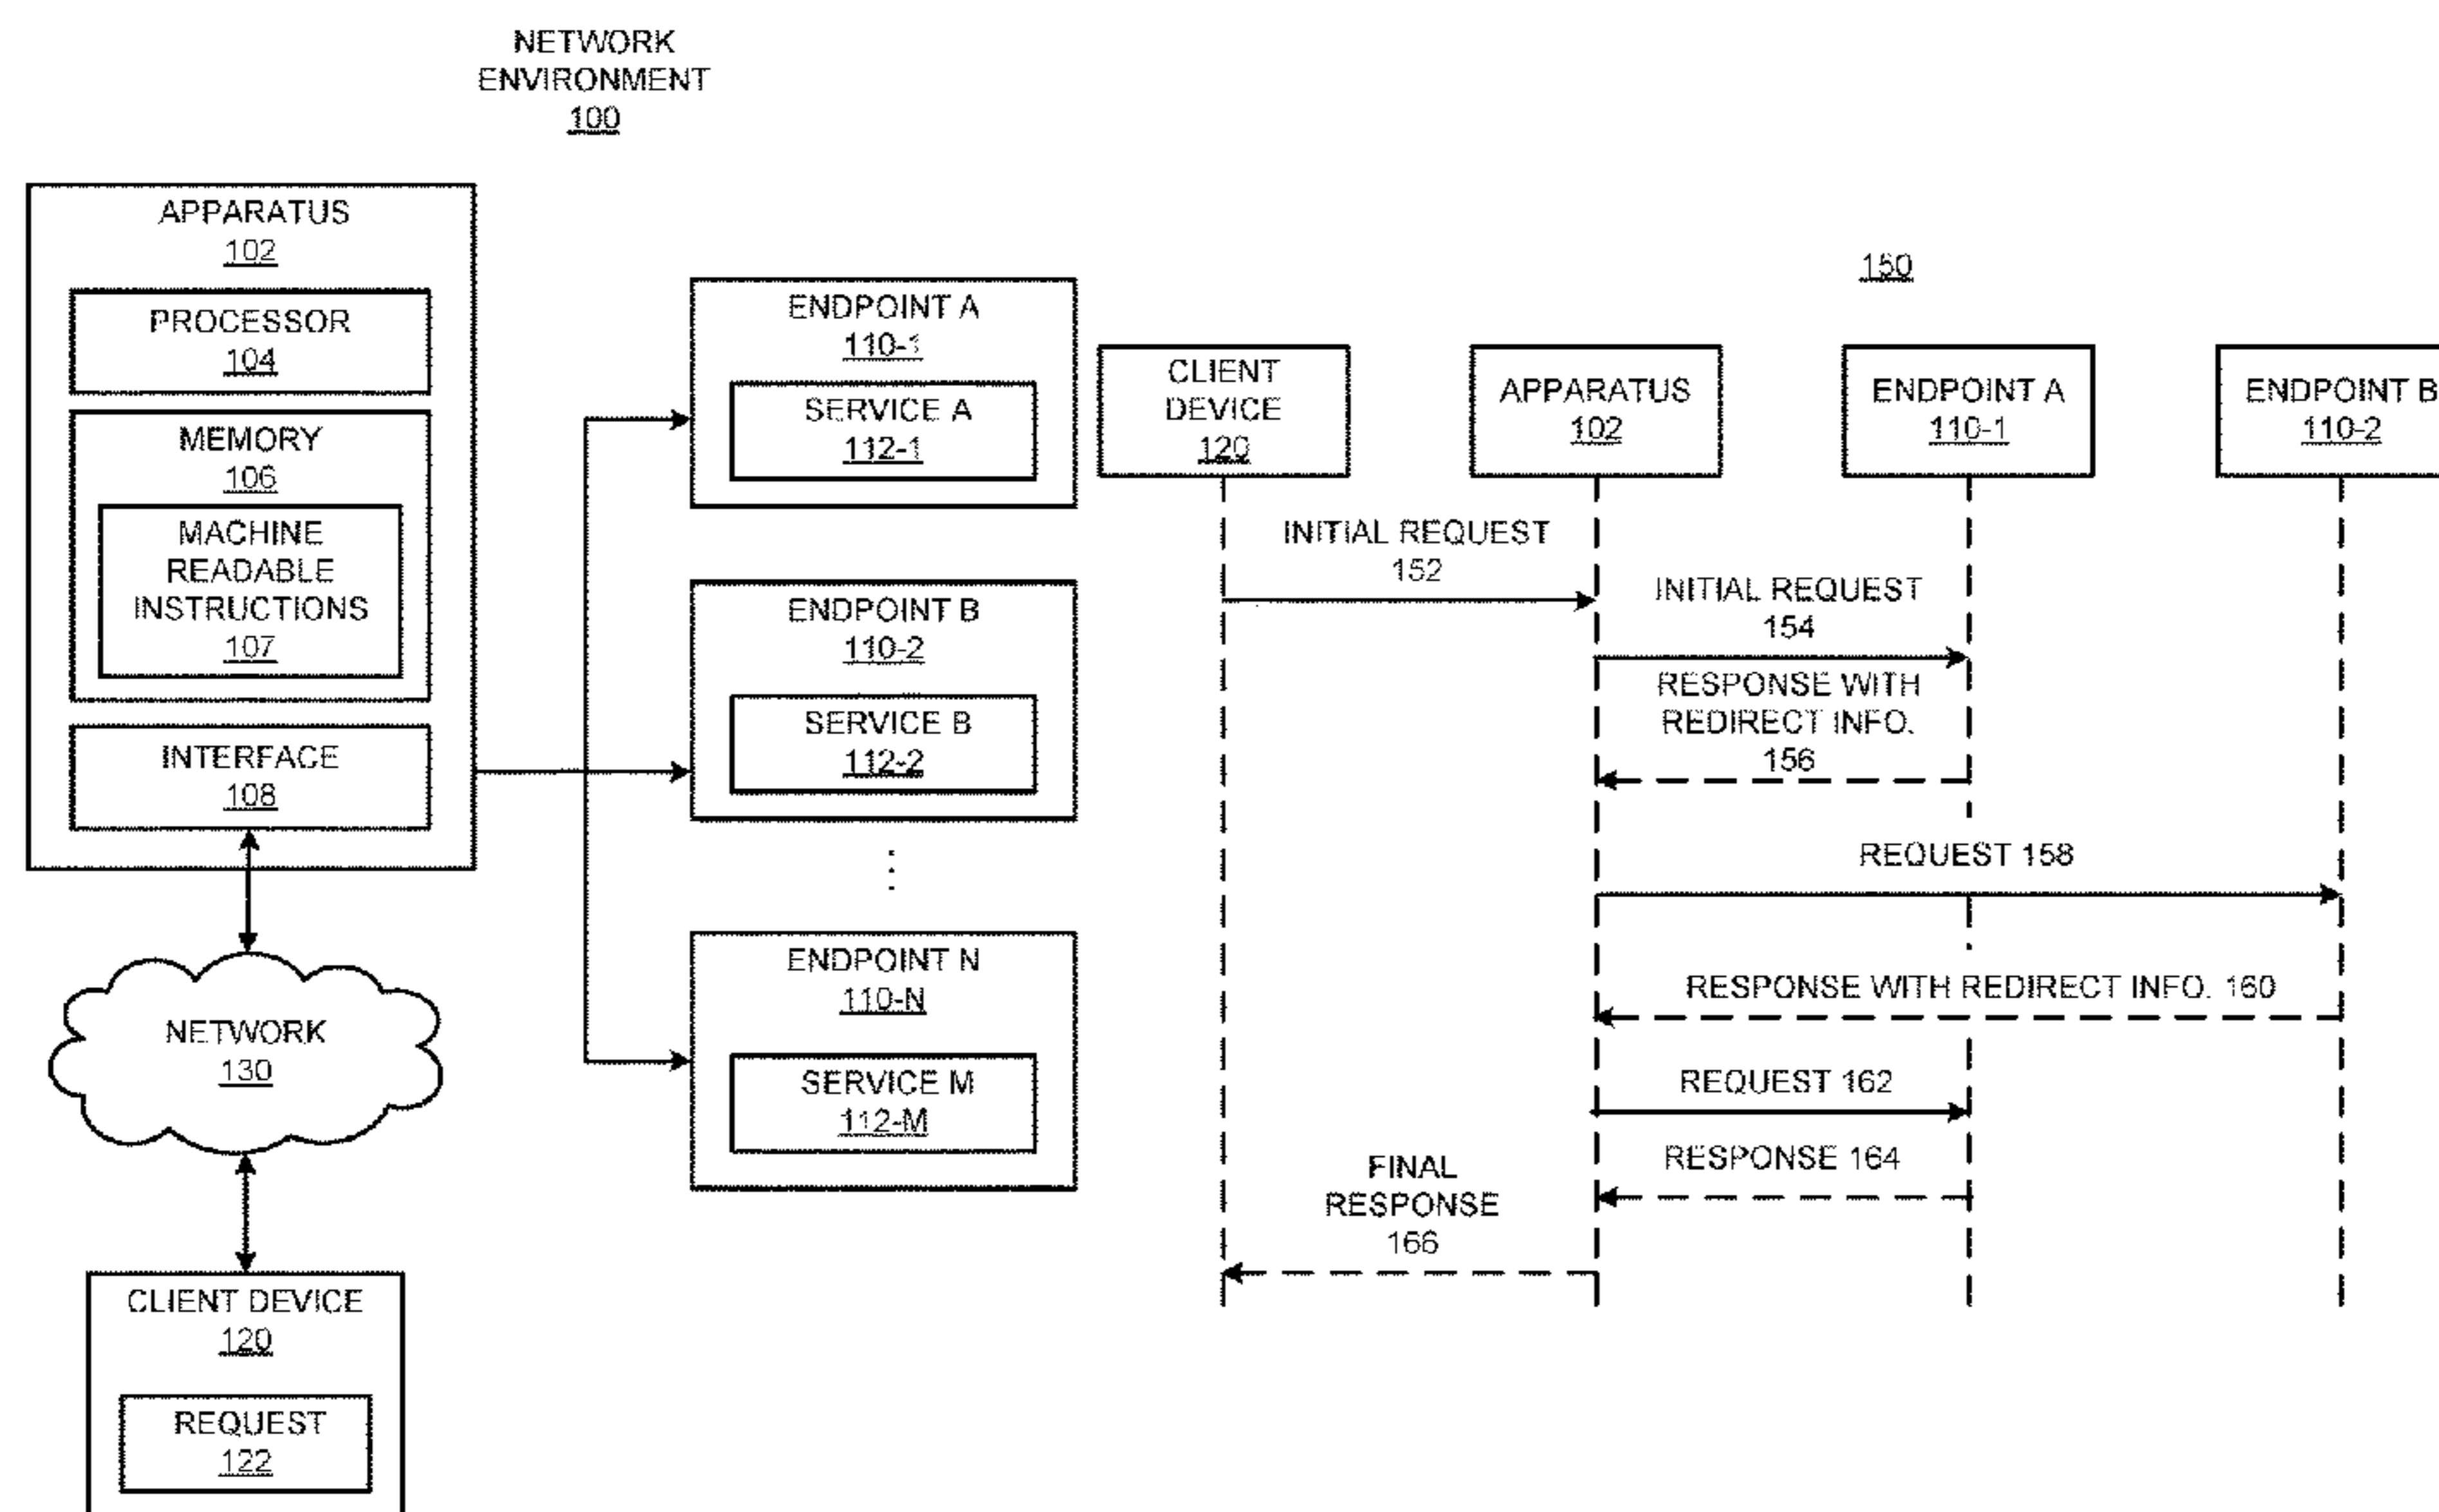 NETWORK
ENVIRONMENT
100
APPARATUS
102
PROCESSOR
104
MEMORY
106
MACHINE
READABLE
INSTRUCTIONS
107
INTERFACE
108
NETWORK
130
CLIENT DEVICE
120
REQUEST
122
ENDPOINT A
110-1
SERVICE A
112-1
ENDPOINT B
110-2
SERVICE B
112-2
ENDPOINT N
110-N
SERVICE M
112-M
150
CLIENT
DEVICE
120
APPARATUS
102
ENDPOINT A
110-1
ENDPOINT B
110-2
INITIAL REQUEST
152
INITIAL REQUEST
154
RESPONSE WITH
REDIRECT INFO.
156
REQUEST 158
RESPONSE WITH REDIRECT INFO. 160
REQUEST 162
RESPONSE 164
FINAL
RESPONSE
166